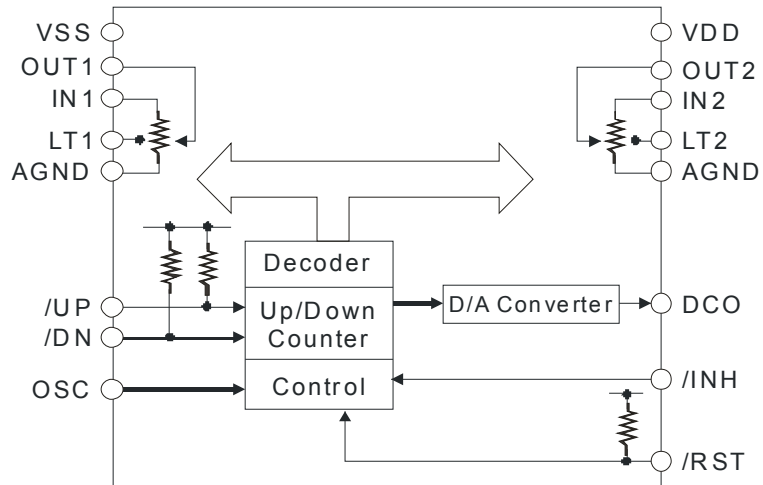 VSS
OUT1
IN1
LT1
AGND
VDD
OUT2
IN2
LT2
AGND
Decoder
Up/Down
Counter
Control
D/A Converter
/UP
/DN
OSC
DCO
/INH
/RST